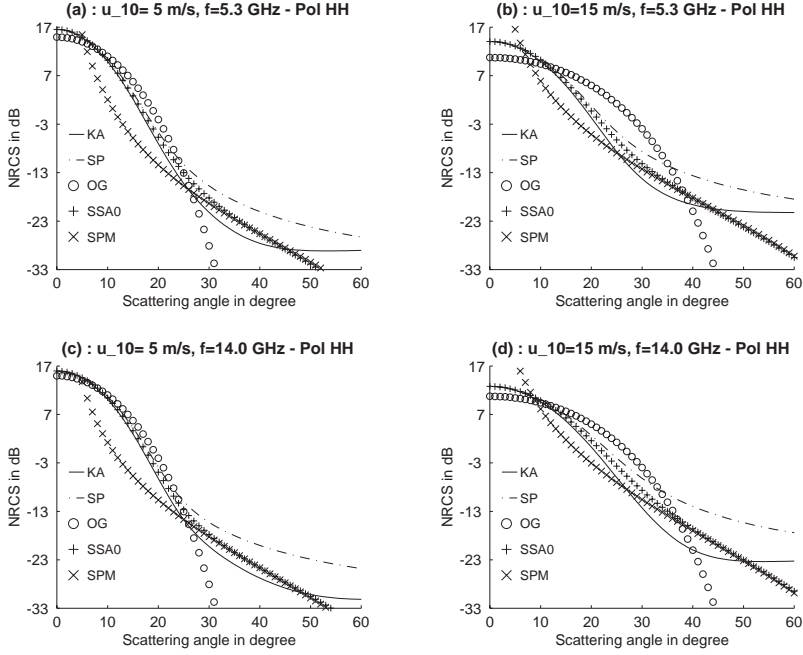 (a) : u_10= 5 m/s, f=5.3 GHz - Pol HH
17
7
-3
-13
-23
-33
NRCS in dB
KA
SP
OG
SSA0
SPM
0 10 20 30 40 50 60
Scattering angle in degree
(b) : u_10=15 m/s, f=5.3 GHz - Pol HH
17
7
-3
-13
-23
-33
NRCS in dB
KA
SP
OG
SSA0
SPM
0 10 20 30 40 50 60
Scattering angle in degree
(c) : u_10= 5 m/s, f=14.0 GHz - Pol HH
17
7
-3
-13
-23
-33
NRCS in dB
KA
SP
OG
SSA0
SPM
0 10 20 30 40 50 60
Scattering angle in degree
(d) : u_10=15 m/s, f=14.0 GHz - Pol HH
17
7
-3
-13
-23
-33
NRCS in dB
KA
SP
OG
SSA0
SPM
0 10 20 30 40 50 60
Scattering angle in degree